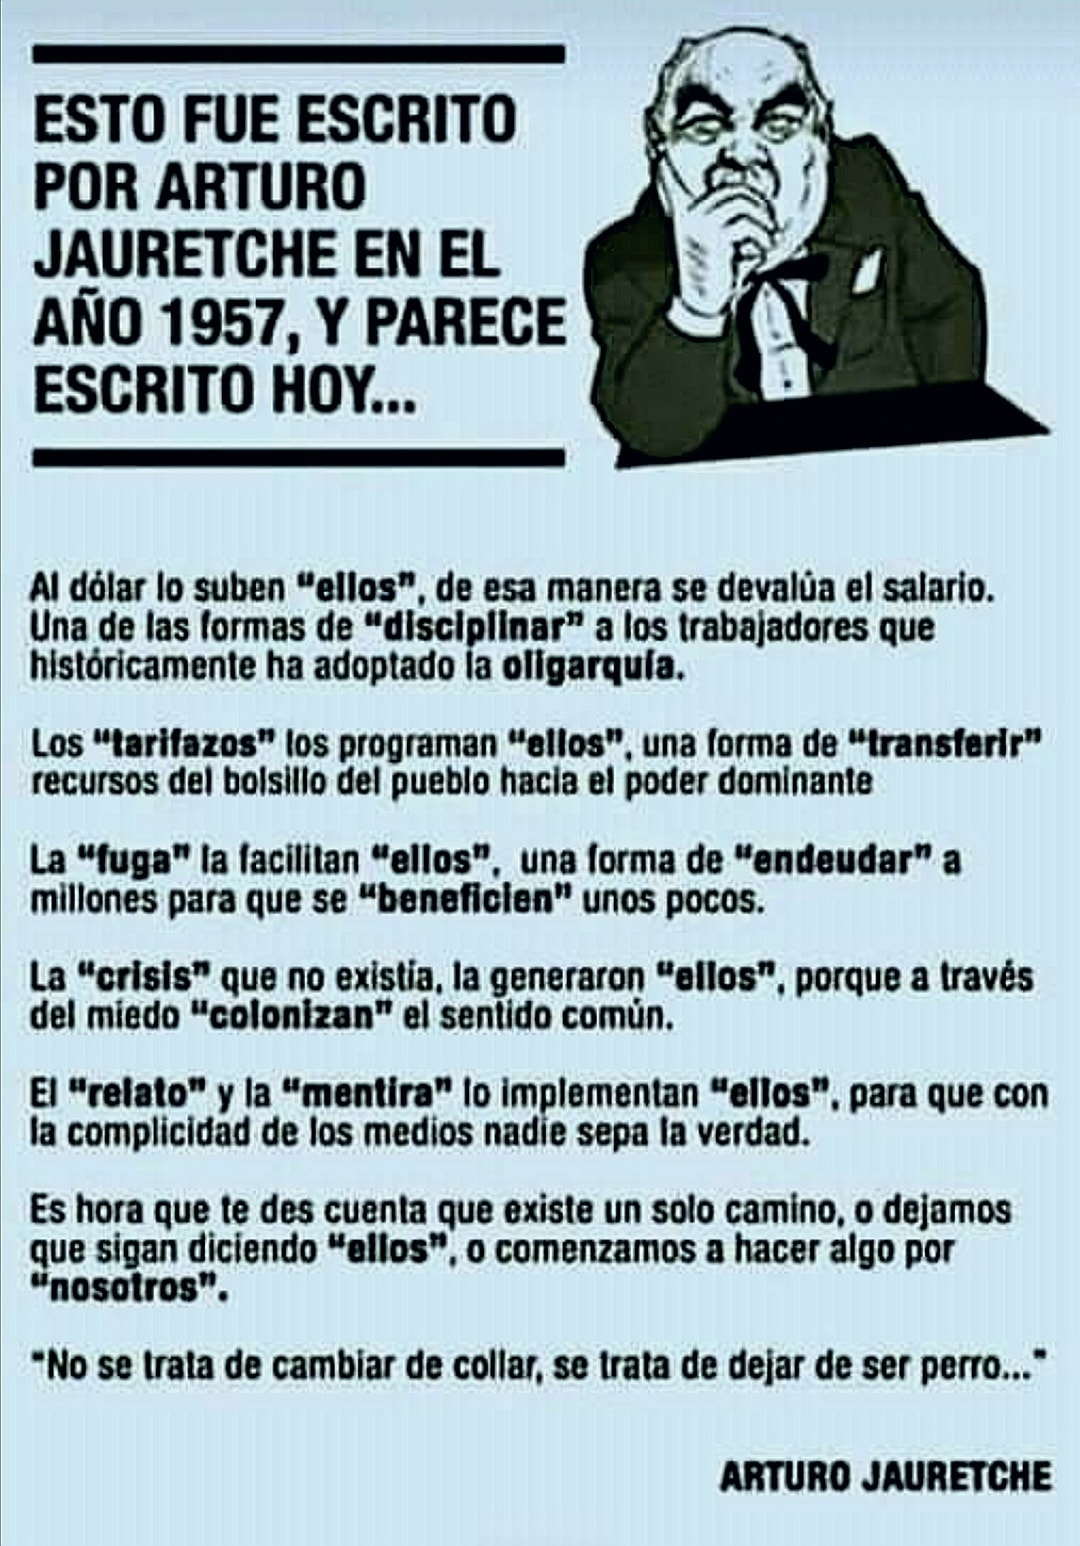 ESTO FUE ESCRITO
POR ARTURO
JAURETCHE EN EL
AÑO 1957, Y PARECE
ESCRITO HOY...
Al dólar lo suben “ellos”, de esa manera se devalúa el salario.
Una de las formas de “disciplinar” a los trabajadores que
históricamente ha adoptado la oligarquía.
Los “tarifazos” los programan “ellos”, una forma de “transferir”
recursos del bolsillo del pueblo hacia el poder dominante
La “fuga” la facilitan “ellos”, una forma de “endeudar” a
millones para que se “beneficien” unos pocos.
La “crisis” que no existía, la generaron “ellos”, porque a través
del miedo “colonizan” el sentido común.
El “relato” y la “mentira” lo implementan “ellos”, para que con
la complicidad de los medios nadie sepa la verdad.
Es hora que te des cuenta que existe un solo camino, o dejamos
que sigan diciendo “ellos”, o comenzamos a hacer algo por
“nosotros”.
"No se trata de cambiar de collar, se trata de dejar de ser perro..."
ARTURO JAURETCHE